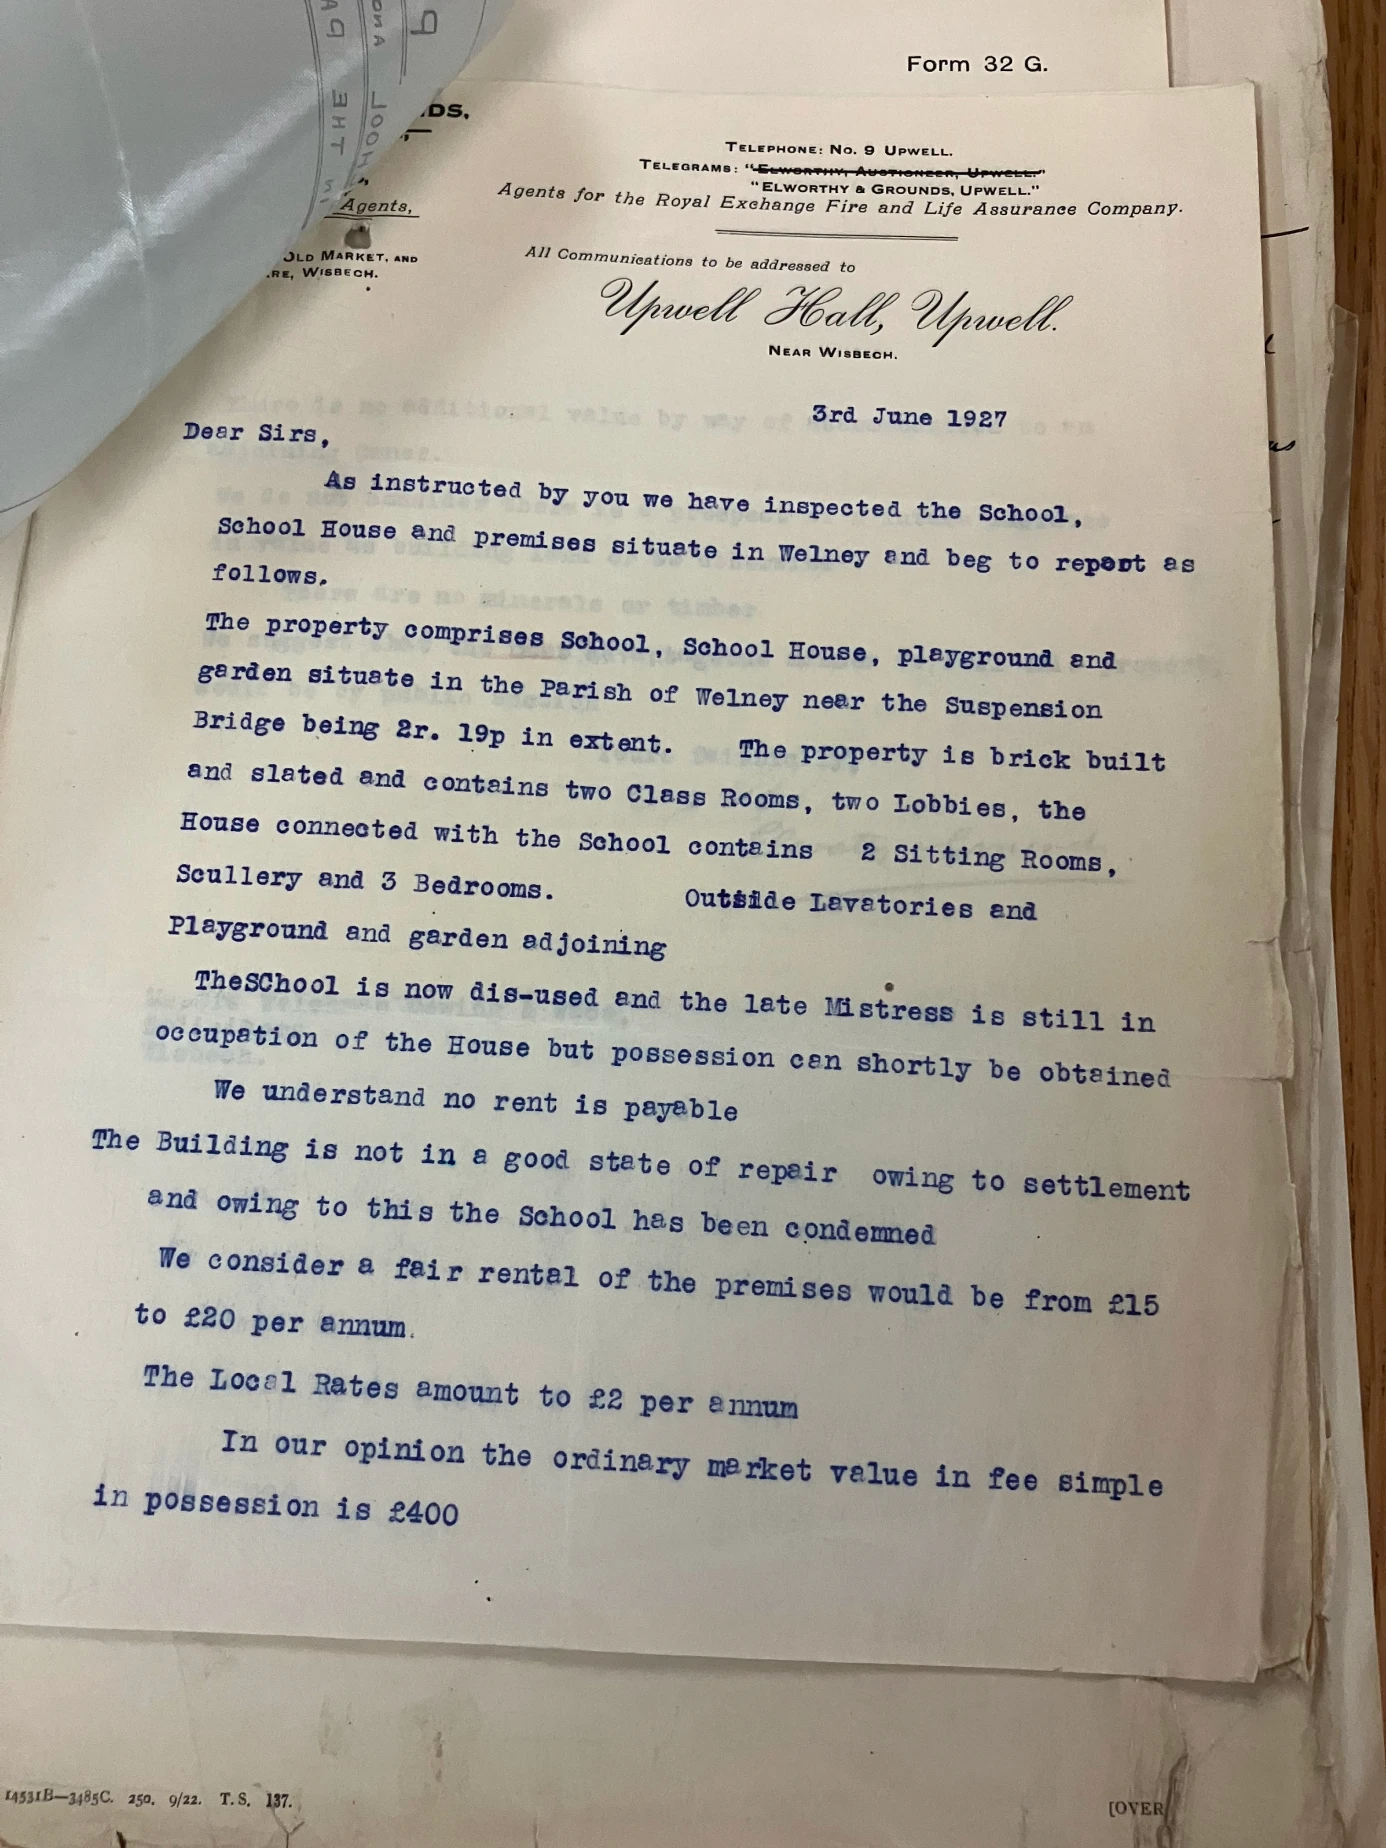 Form 32 G.
DS,
TELEPHONE: No. 9 UPWELL.
TELEGRAMS: "ELWORTHY, AUCTIONEER, UPWELL."
"ELWORTHY & GROUNDS, UPWELL."
Agents for the Royal Exchange Fire and Life Assurance Company.
Agents,
OLD MARKET, AND
RE, WISBECH.
All Communications to be addressed to
Upwell Hall, Upwell.
NEAR WISBECH.
3rd June 1927
Dear Sirs,
As instructed by you we have inspected the School,
School House and premises situate in Welney and beg to report as
follows.
The property comprises School, School House, playground and
garden situate in the Parish of Welney near the Suspension
Bridge being 2r. 19p in extent. The property is brick built
and slated and contains two Class Rooms, two Lobbies, the
House connected with the School contains 2 Sitting Rooms,
Scullery and 3 Bedrooms. Outside Lavatories and
Playground and garden adjoining
TheSChool is now dis-used and the late Mistress is still in
occupation of the House but possession can shortly be obtained
We understand no rent is payable
The Building is not in a good state of repair owing to settlement
and owing to this the School has been condemned
We consider a fair rental of the premises would be from £15
to £20 per annum.
The Local Rates amount to £2 per annum
In our opinion the ordinary market value in fee simple
in possession is £400
14531B—3485C. 250. 9/22. T.S. 137.
[OVER